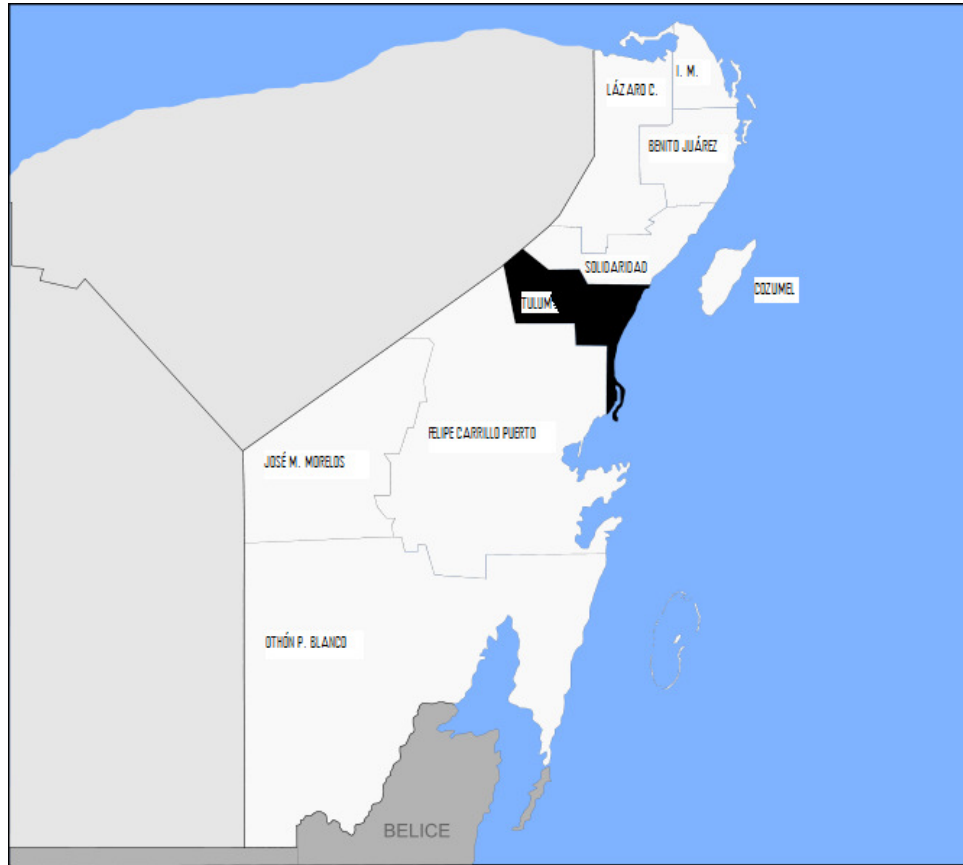 I. M.
LÁZARO C.
BENITO JUÁREZ
SOLIDARIDAD
COZUMEL
TULUM
FELIPE CARRILLO PUERTO
JOSÉ M. MORELOS
OTHÓN P. BLANCO
BELICE